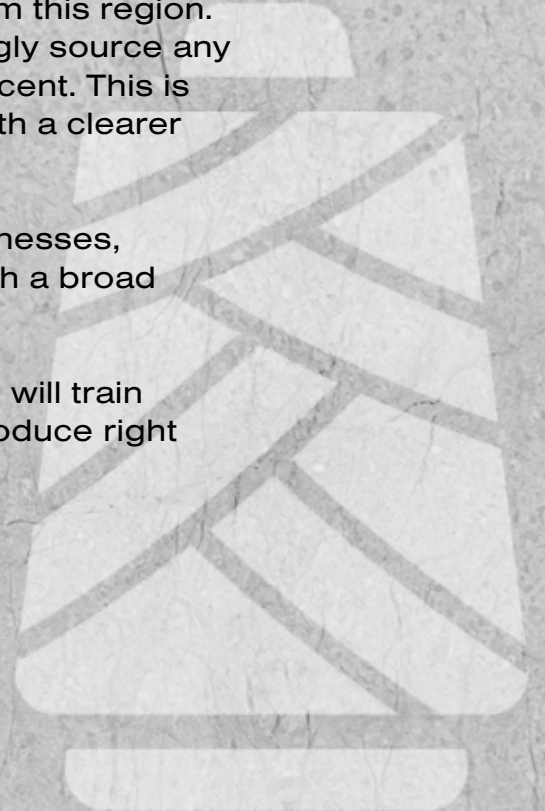 m this region.
gly source any
cent. This is
th a clearer
nesses,
h a broad
will train
oduce right